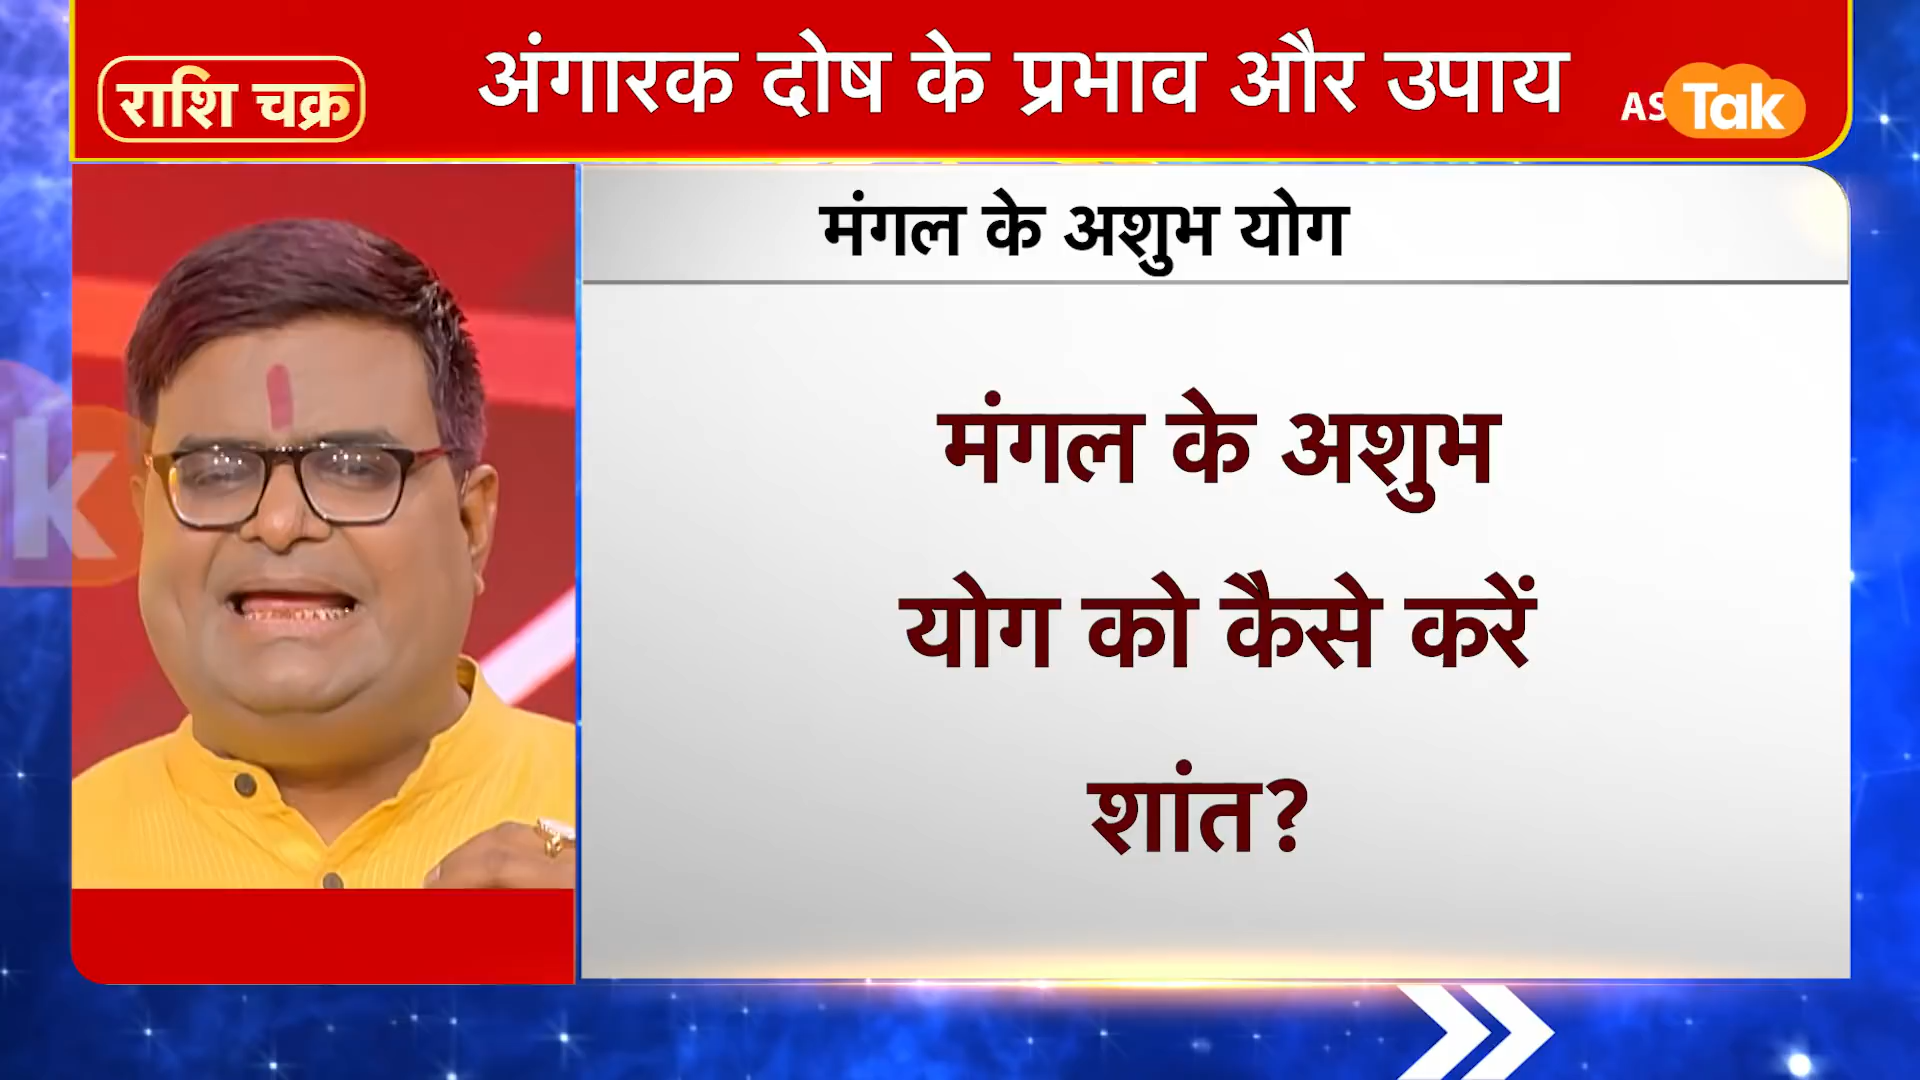 राशि चक्र
अंगारक दोष के प्रभाव और उपाय
AS Tak
मंगल के अशुभ योग
मंगल के अशुभ
योग को कैसे करें
शांत?
k